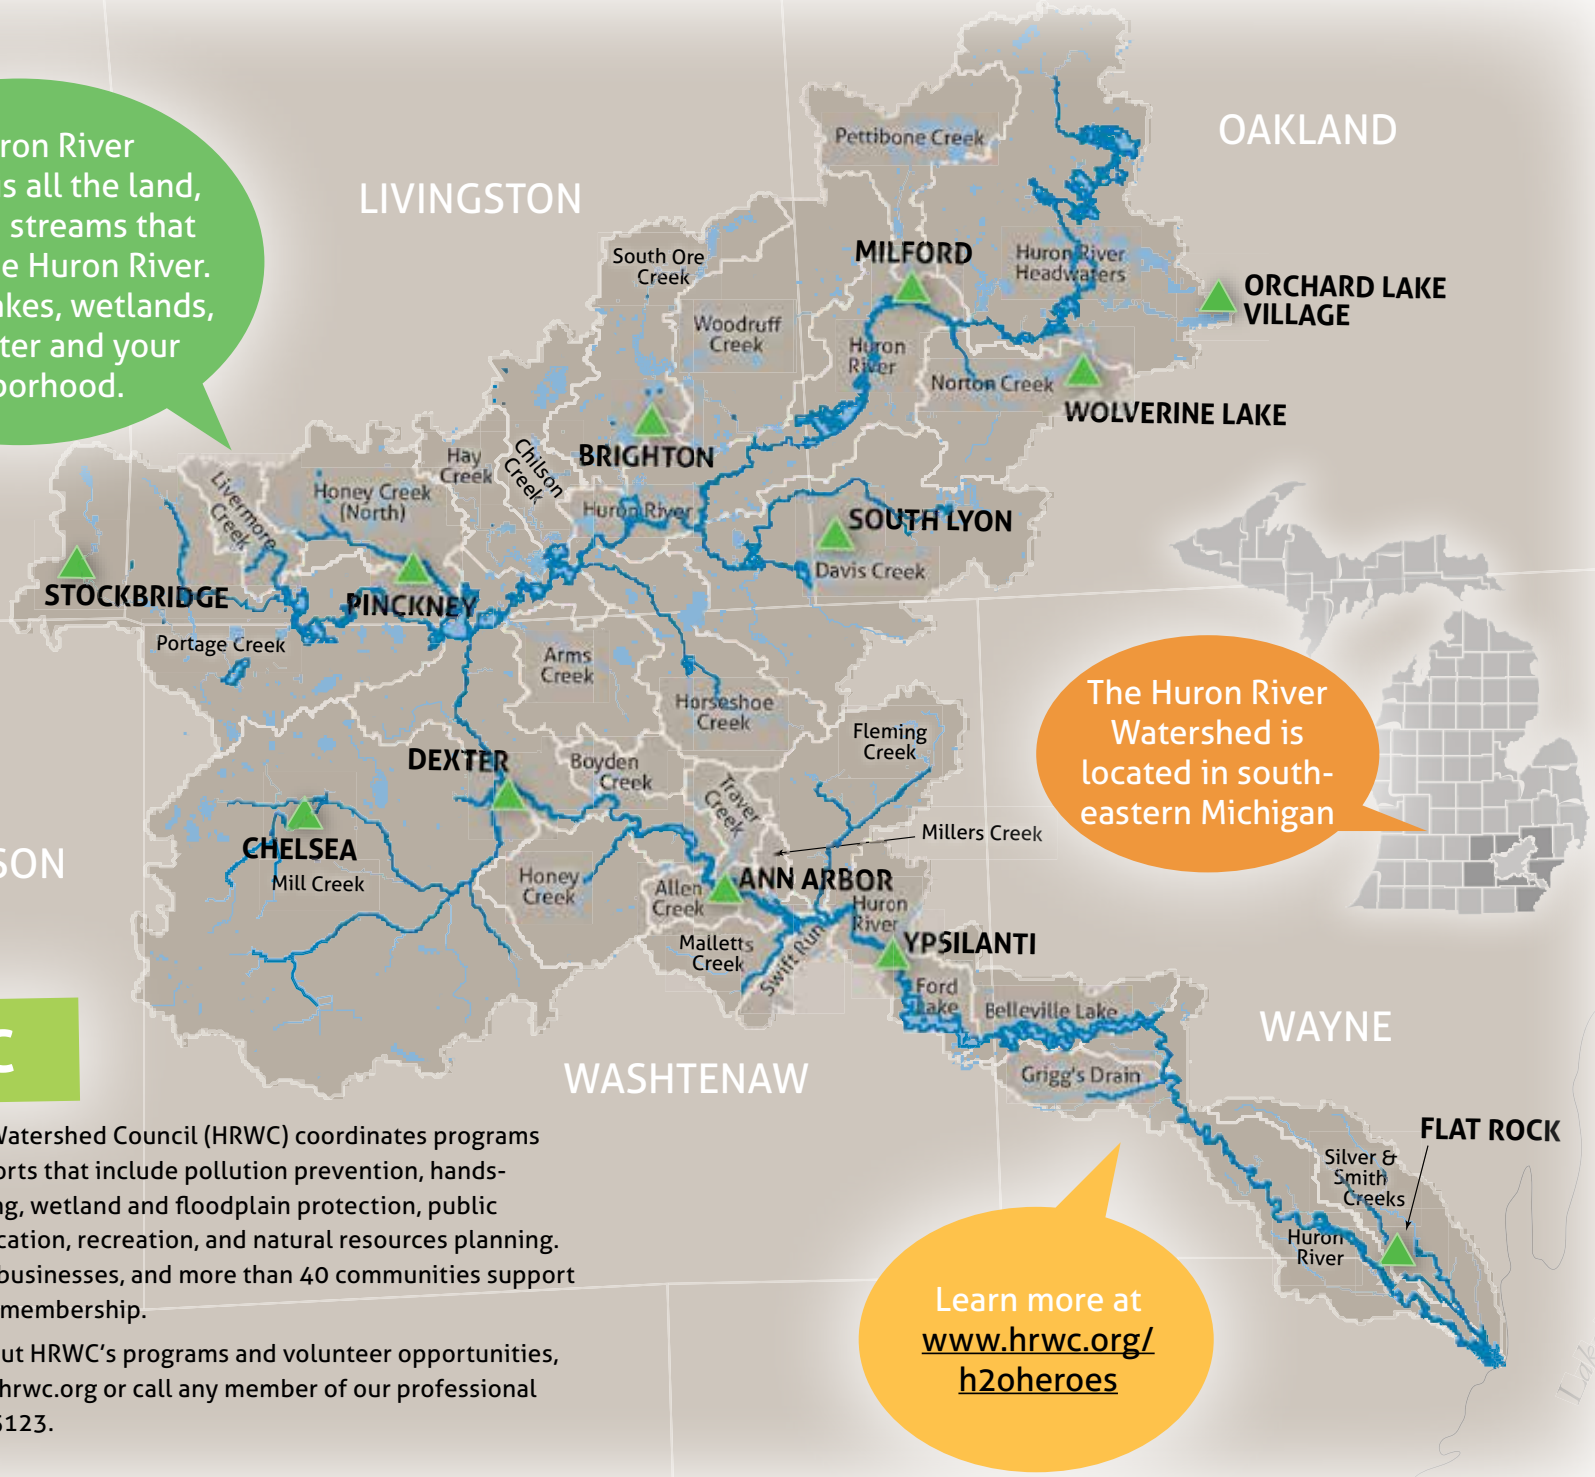 ron River
s all the land,
streams that
e Huron River.
akes, wetlands,
ter and your
borhood.
LIVINGSTON
OAKLAND
Pettibone Creek
South Ore
Creek
MILFORD
Huron River
Headwaters
ORCHARD LAKE
VILLAGE
Woodruff
Creek
Huron
River
Norton Creek
WOLVERINE LAKE
BRIGHTON
Hay
Creek
Chilson
Creek
Livermore
Creek
Honey Creek
(North)
Huron River
SOUTH LYON
Davis Creek
STOCKBRIDGE
PINCKNEY
Portage Creek
Arms
Creek
Horseshoe
Creek
Fleming
Creek
The Huron River
Watershed is
located in south-
eastern Michigan
DEXTER
Boyden
Creek
Traver
Creek
Millers Creek
CHELSEA
Mill Creek
SON
Honey
Creek
Allen
Creek
ANN ARBOR
Huron
River
Malletts
Creek
Swift Run
YPSILANTI
Ford
Lake
Belleville Lake
WAYNE
WASHTENAW
Grigg's Drain
C
FLAT ROCK
Silver &
Smith
Creeks
Huron
River
Watershed Council (HRWC) coordinates programs
orts that include pollution prevention, hands-
ng, wetland and floodplain protection, public
cation, recreation, and natural resources planning.
businesses, and more than 40 communities support
membership.
ut HRWC's programs and volunteer opportunities,
hrwc.org or call any member of our professional
5123.
Learn more at
www.hrwc.org/
h2oheroes
Lake